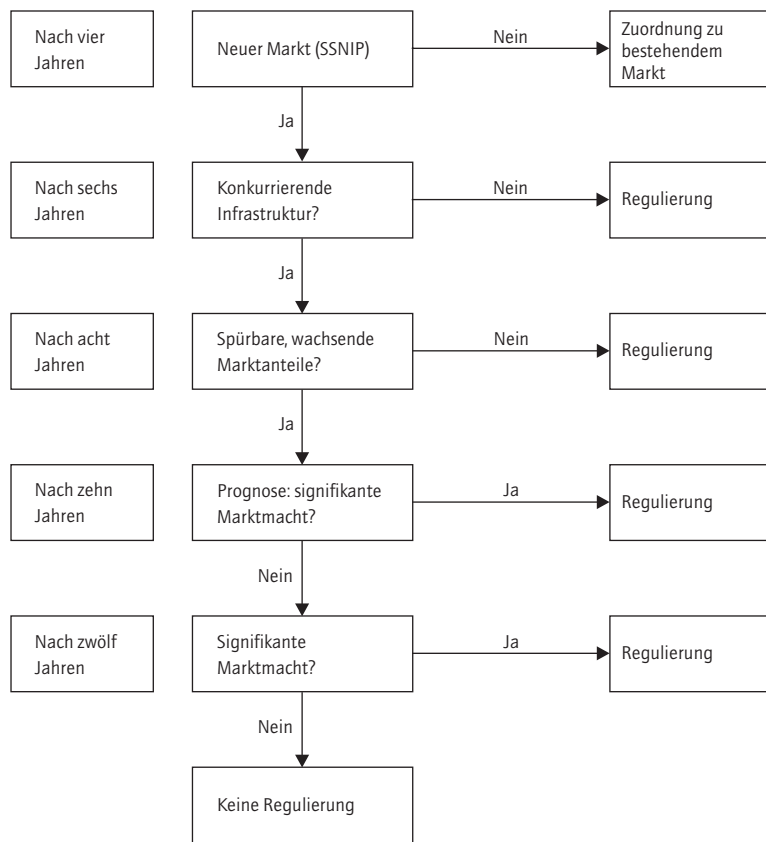 Nach vier
Jahren
Neuer Markt (SSNIP)
Nein
Zuordnung zu
bestehendem
Markt
Ja
Nach sechs
Jahren
Konkurrierende
Infrastruktur?
Nein
Regulierung
Ja
Nach acht
Jahren
Spürbare, wachsende
Marktanteile?
Nein
Regulierung
Ja
Nach zehn
Jahren
Prognose: signifikante
Marktmacht?
Ja
Regulierung
Nein
Nach zwölf
Jahren
Signifikante
Marktmacht?
Ja
Regulierung
Nein
Keine Regulierung